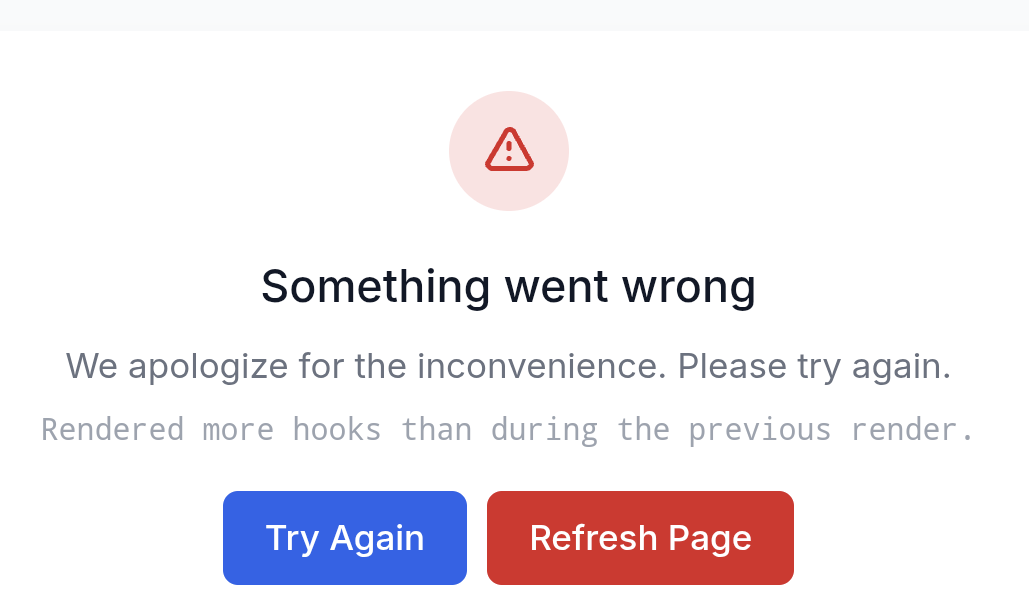 Something went wrong
We apologize for the inconvenience. Please try again.
Rendered more hooks than during the previous render.
Try Again
Refresh Page